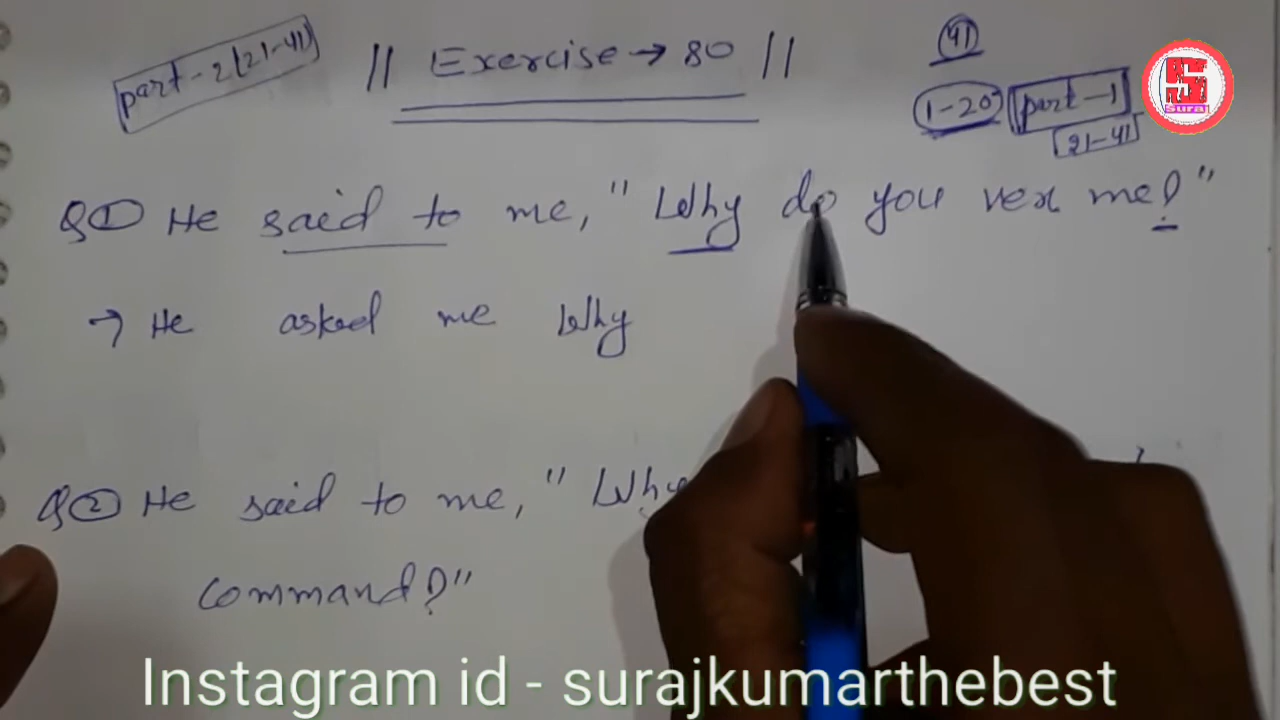 part-2(21-41)
|| Exercise → 80 ||
41
1-20 part-1
21-41
S
Suraj
Q① He said to me, "Why do you vex me?"
→ He asked me Why
Q② He said to me, "
command?"
Instagram id - surajkumarthebest